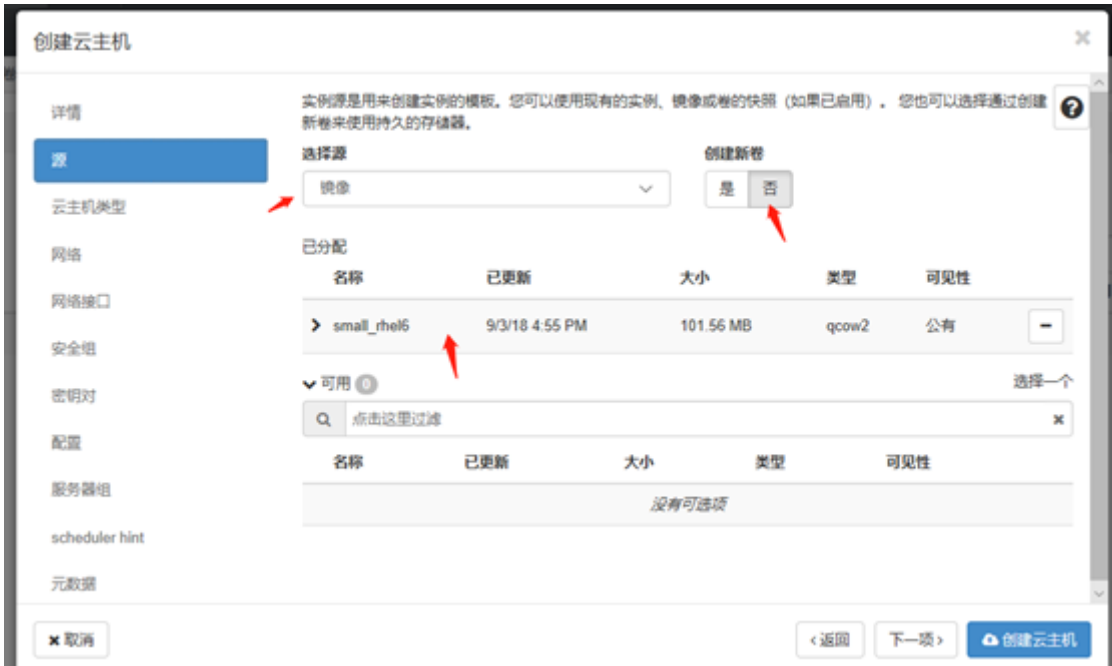 创建云主机
详情
源
云主机类型
网络
网络接口
安全组
密钥对
配置
服务器组
scheduler hint
元数据
实例源是用来创建实例的模板。您可以使用现有的实例、镜像或卷的快照（如果已启用）。 您也可以选择通过创建
新卷来使用持久的存储器。
选择源 创建新卷
镜像 是 否
已分配
名称 已更新 大小 类型 可见性
small_rhel6 9/3/18 4:55 PM 101.56 MB qcow2 公有
可用 0 选择一个
点击这里过滤
名称 已更新 大小 类型 可见性
没有可选项
取消 ‹返回 下一项› 创建云主机